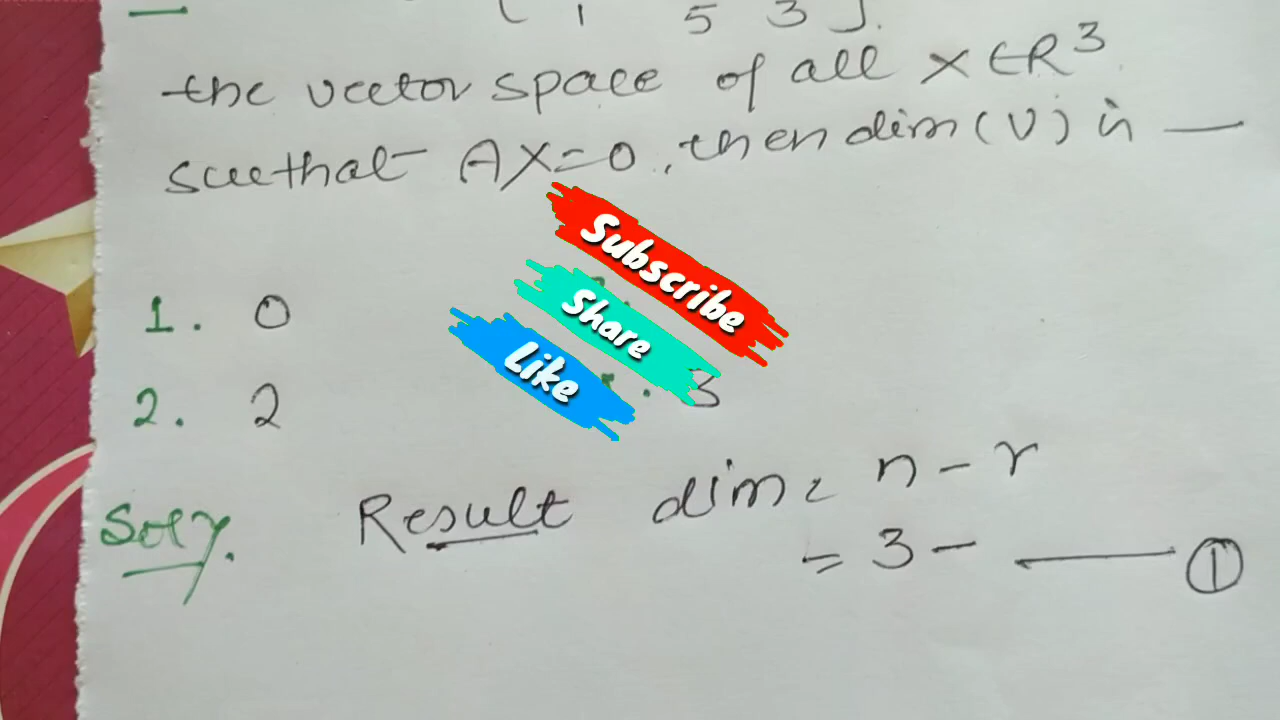 1 5 3 ].
the vector space of all X ∈ R³
such that AX=0, then dim(V) is —
Subscribe
Share
Like
1. 0
2. 2
. 3
Soln.
Result dim = n - r
= 3 - —— ①